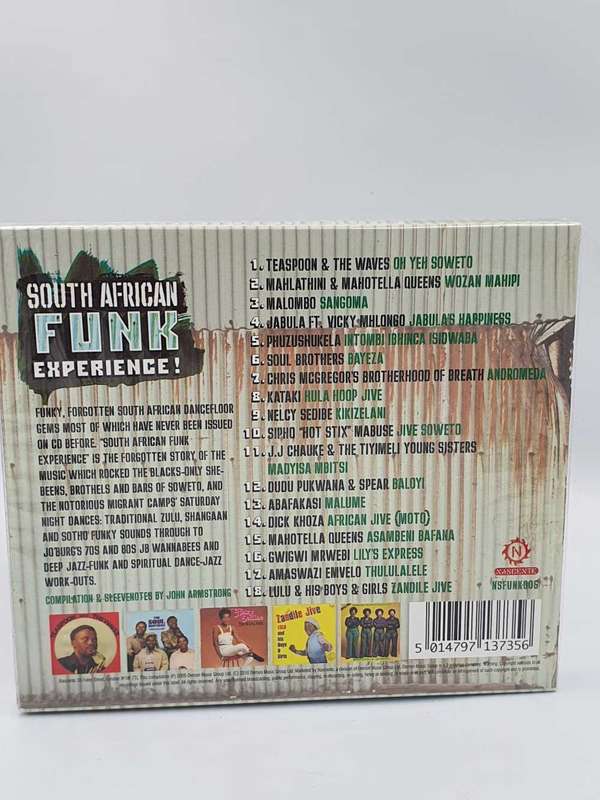 SOUTH AFRICAN
FUNK
EXPERIENCE!
FUNKY, FORGOTTEN SOUTH AFRICAN DANCEFLOOR
GEMS MOST OF WHICH HAVE NEVER BEEN ISSUED
ON CD BEFORE. "SOUTH AFRICAN FUNK
EXPERIENCE" IS THE FORGOTTEN STORY OF THE
MUSIC WHICH ROCKED THE BLACKS-ONLY SHE-
BEENS, BROTHELS AND BARS OF SOWETO, AND
THE NOTORIOUS MIGRANT CAMPS' SATURDAY
NIGHT DANCES: TRADITIONAL ZULU, SHANGAAN
AND SOTHO FUNKY SOUNDS THROUGH TO
JO'BURG'S 70S AND 80S JB WANNABEES AND
DEEP JAZZ-FUNK AND SPIRITUAL DANCE-JAZZ
WORK-OUTS.
COMPILATION & SLEEVENOTES BY JOHN ARMSTRONG
1. TEASPOON & THE WAVES OH YEH SOWETO
2. MAHLATHINI & MAHOTELLA QUEENS WOZAN MAHIPI
3. MALOMBO SANGOMA
4. JABULA FT. VICKY MHLONGO JABULA'S HAPPINESS
5. PHUZUSHUKELA INTOMBI IBHINCA ISIDWABA
6. SOUL BROTHERS BAYEZA
7. CHRIS MCGREGOR'S BROTHERHOOD OF BREATH ANDROMEDA
8. KATAKI HULA HOOP JIVE
9. NELCY SEDIBE KIKIZELANI
10. SIPHO "HOT STIX" MABUSE JIVE SOWETO
11. J.J CHAUKE & THE TIYIMELI YOUNG SISTERS
MADYISA MBITSI
12. DUDU PUKWANA & SPEAR BALOYI
13. ABAFAKASI MALUME
14. DICK KHOZA AFRICAN JIVE (MOTO)
15. MAHOTELLA QUEENS ASAMBENI BAFANA
16. GWIGWI MRWEBI LILY'S EXPRESS
17. AMASWAZI EMVELO THULULALELE
18. LULU & HIS BOYS & GIRLS ZANDILE JIVE
N
NASCENTE
NSFUNK006
Zandile Jive
5 014797 137356